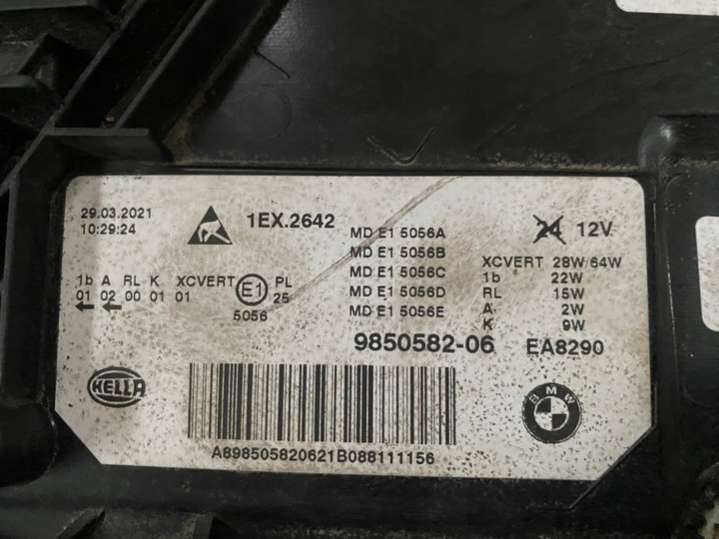 29.03.2021
10:29:24
1EX.2642
1b A RL K XCVERT
01 02 00 01 01
E1
PL
25
5056
MD E1 5056A
MD E1 5056B
MD E1 5056C
MD E1 5056D
MD E1 5056E
24 12V
XCVERT 28W/64W
1b 22W
RL 15W
A 2W
K 9W
9850582-06 EA8290
HELLA
BMW
A898505820621B088111156